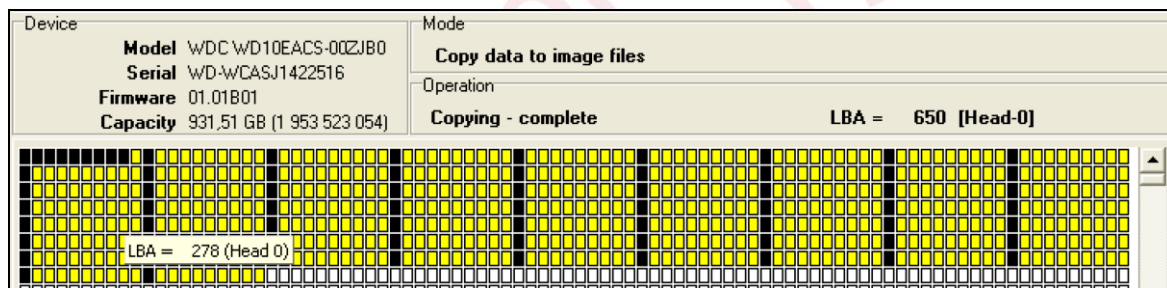 Device
Model WDC WD10EACS-00ZJB0
Serial WD-WCASJ1422516
Firmware 01.01B01
Capacity 931,51 GB (1 953 523 054)
Mode
Copy data to image files
Operation
Copying - complete LBA = 650 [Head-0]
LBA = 278 (Head 0)